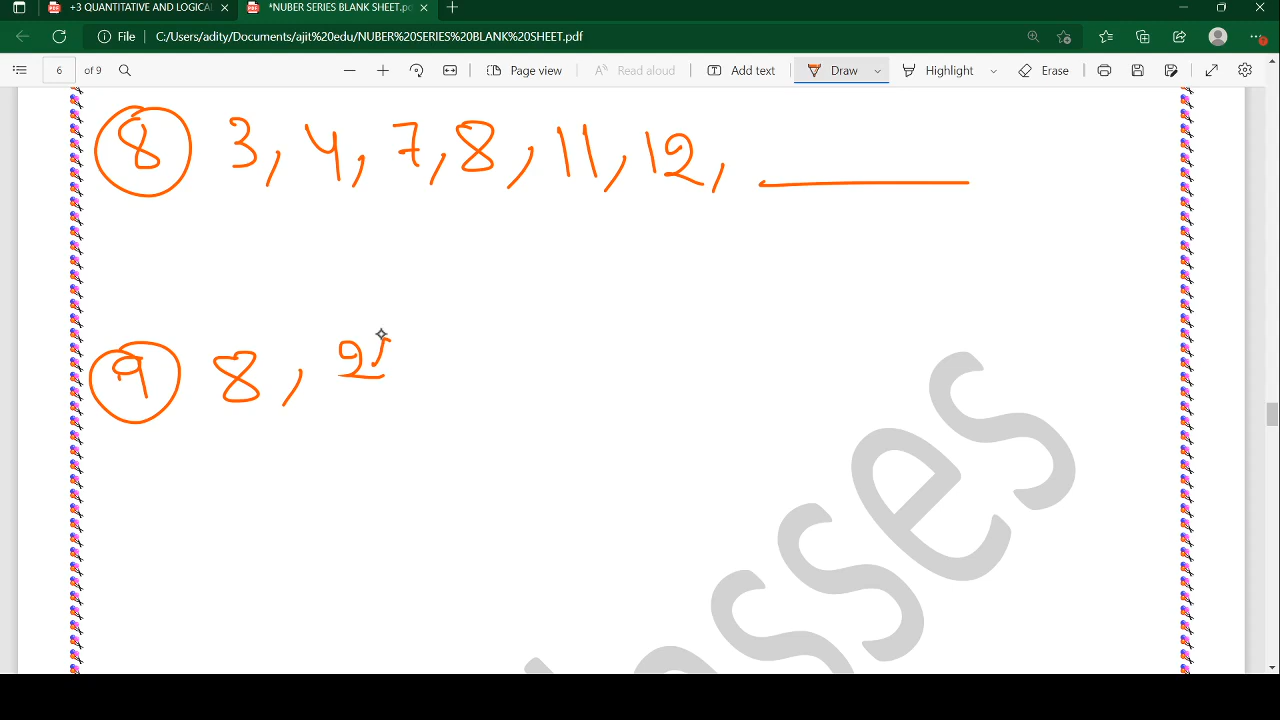 +3 QUANTITATIVE AND LOGICAL
*NUBER SERIES BLANK SHEET.pd
File C:/Users/adity/Documents/ajit%20edu/NUBER%20SERIES%20BLANK%20SHEET.pdf
6 of 9 Page view Read aloud Add text Draw Highlight Erase
8 3, 4, 7, 8, 11, 12, ____
9 8, 2
sses